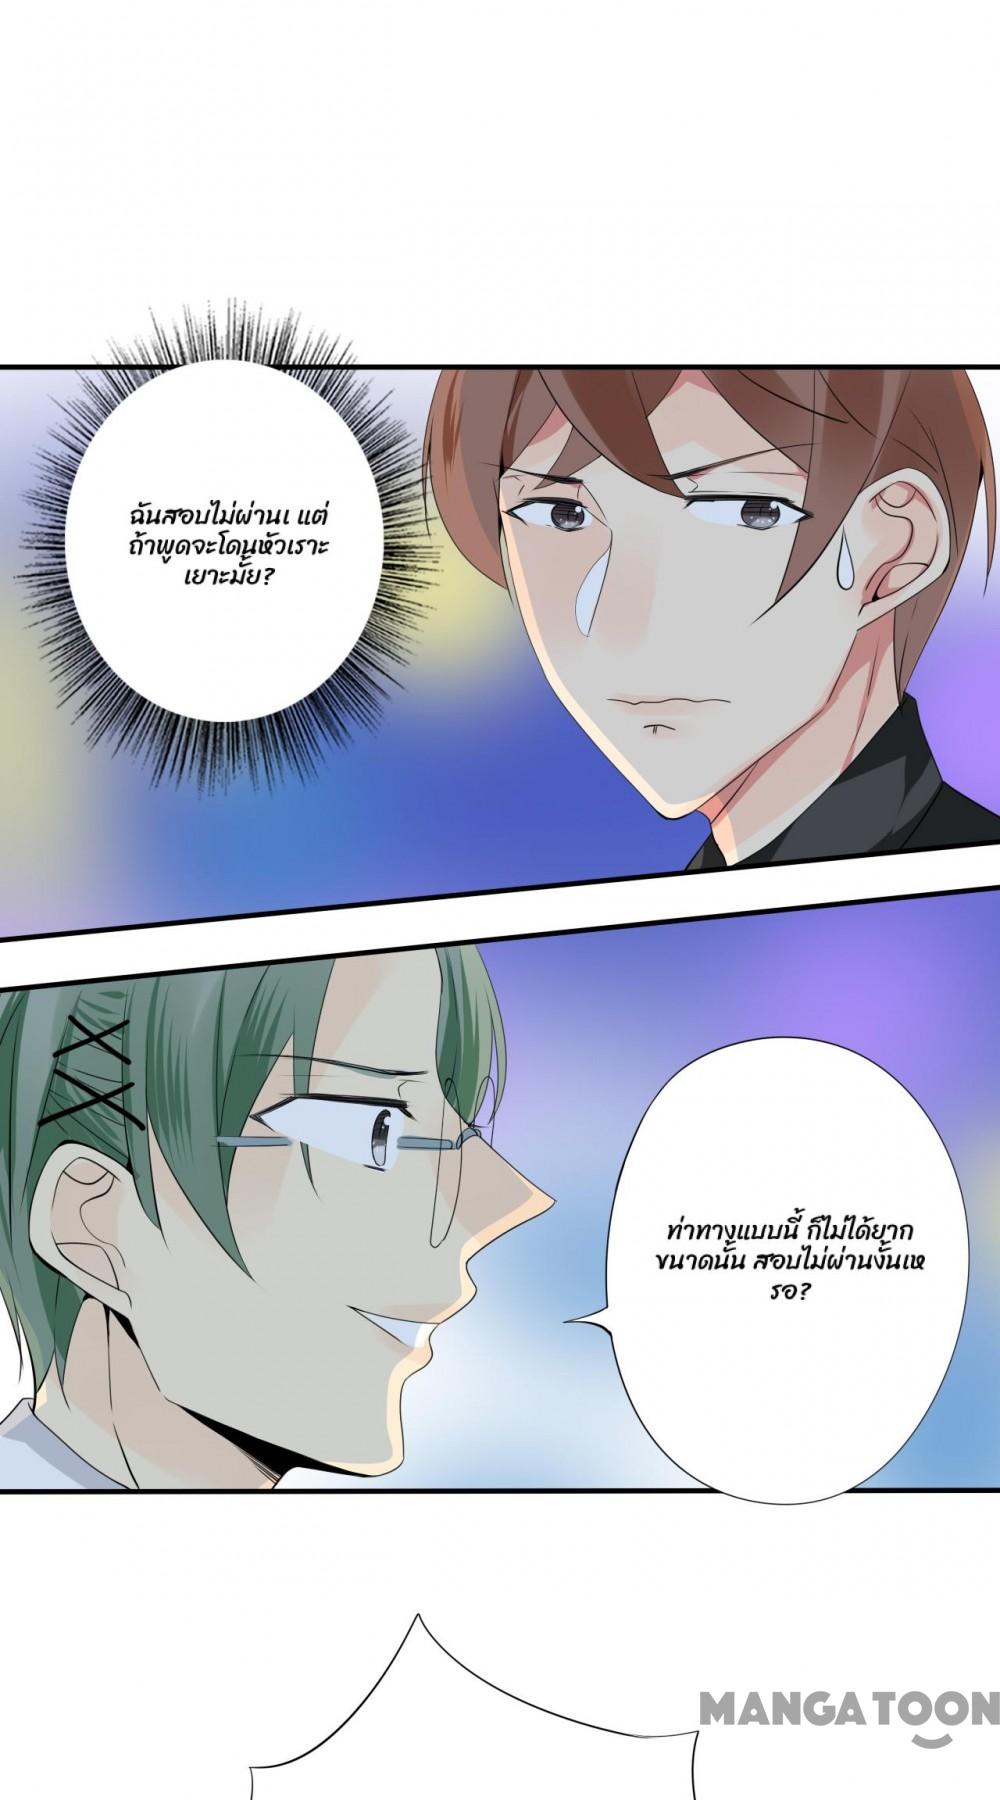 ฉันสอบไม่ผ่านเ แต่
ถ้าพูดจะโดนหัวเราะ
เยาะมั้ย?
ท่าทางแบบนี้ ก็ไม่ได้ยาก
ขนาดนั้น สอบไม่ผ่านงั้นเห
รอ?
MANGATOON